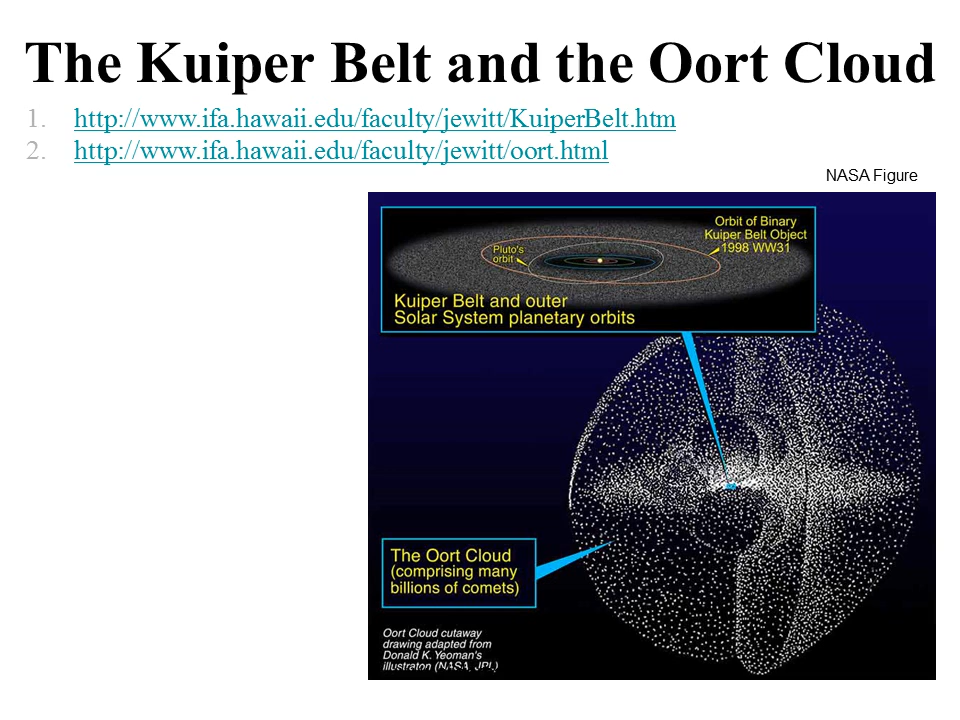 The Kuiper Belt and the Oort Cloud
1. http://www.ifa.hawaii.edu/faculty/jewitt/KuiperBelt.htm
2. http://www.ifa.hawaii.edu/faculty/jewitt/oort.html
NASA Figure
Orbit of Binary
Kuiper Belt Object
1998 WW31
Pluto's
orbit
Kuiper Belt and outer
Solar System planetary orbits
The Oort Cloud
(comprising many
billions of comets)
Oort Cloud cutaway
drawing adapted from
Donald K. Yeoman's
illustraton (NASA, JPL)